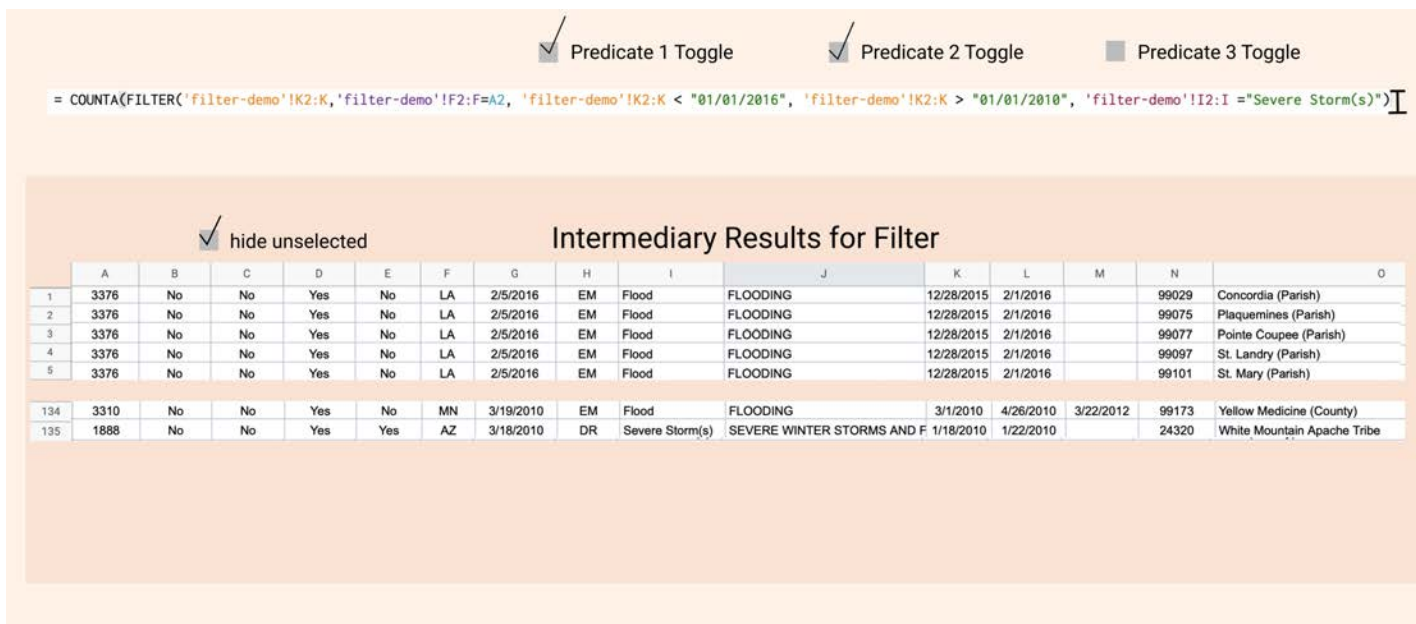 Predicate 1 Toggle Predicate 2 Toggle Predicate 3 Toggle
= COUNTA(FILTER('filter-demo'!K2:K,'filter-demo'!F2:F=A2, 'filter-demo'!K2:K < "01/01/2016", 'filter-demo'!K2:K > "01/01/2010", 'filter-demo'!I2:I ="Severe Storm(s)")
hide unselected Intermediary Results for Filter
A B C D E F G H I J K L M N O
1 3376 No No Yes No LA 2/5/2016 EM Flood FLOODING 12/28/2015 2/1/2016 99029 Concordia (Parish)
2 3376 No No Yes No LA 2/5/2016 EM Flood FLOODING 12/28/2015 2/1/2016 99075 Plaquemines (Parish)
3 3376 No No Yes No LA 2/5/2016 EM Flood FLOODING 12/28/2015 2/1/2016 99077 Pointe Coupee (Parish)
4 3376 No No Yes No LA 2/5/2016 EM Flood FLOODING 12/28/2015 2/1/2016 99097 St. Landry (Parish)
5 3376 No No Yes No LA 2/5/2016 EM Flood FLOODING 12/28/2015 2/1/2016 99101 St. Mary (Parish)
134 3310 No No Yes No MN 3/19/2010 EM Flood FLOODING 3/1/2010 4/26/2010 3/22/2012 99173 Yellow Medicine (County)
135 1888 No No Yes Yes AZ 3/18/2010 DR Severe Storm(s) SEVERE WINTER STORMS AND F 1/18/2010 1/22/2010 24320 White Mountain Apache Tribe